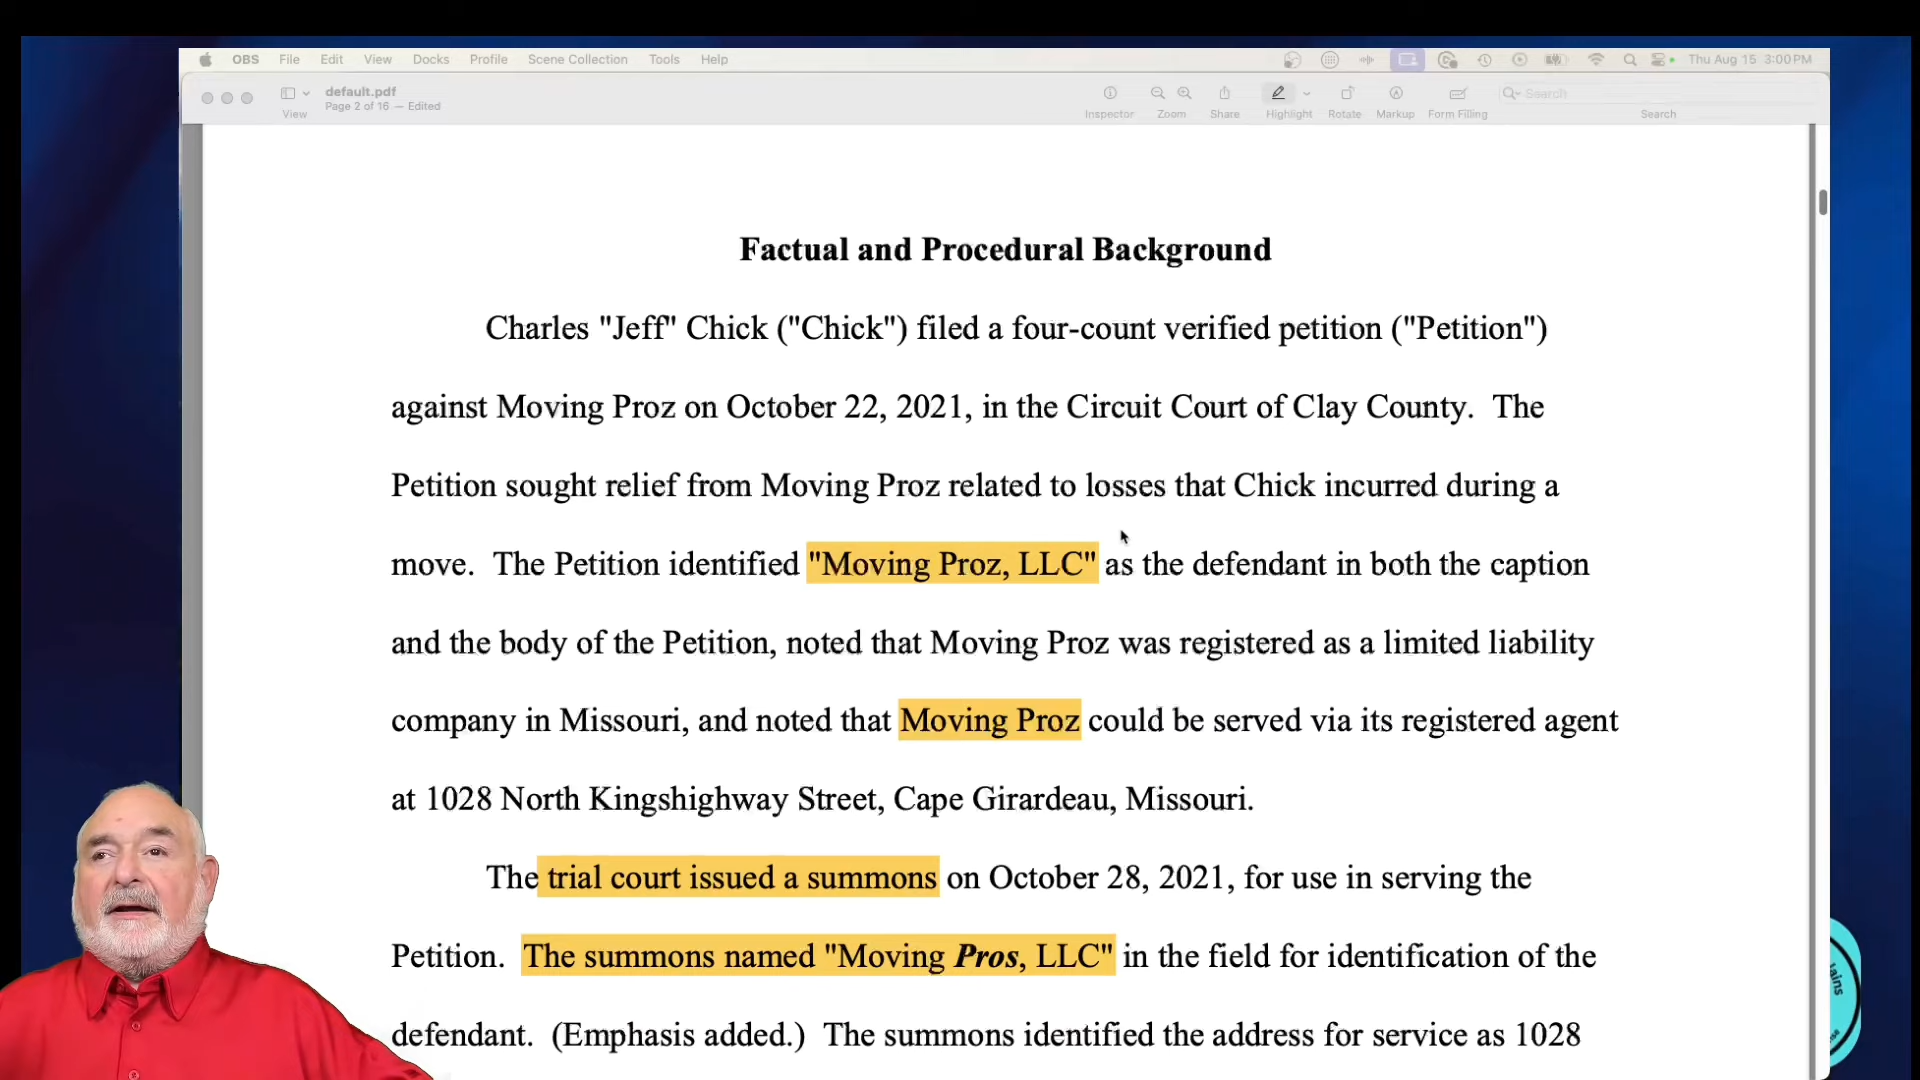 OBS File Edit View Docks Profile Scene Collection Tools Help Thu Aug 15 3:00 PM
default.pdf
Page 2 of 16 — Edited
View Inspector Zoom Share Highlight Rotate Markup Form Filling Search
Search
Factual and Procedural Background
Charles "Jeff" Chick ("Chick") filed a four-count verified petition ("Petition")
against Moving Proz on October 22, 2021, in the Circuit Court of Clay County. The
Petition sought relief from Moving Proz related to losses that Chick incurred during a
move. The Petition identified "Moving Proz, LLC" as the defendant in both the caption
and the body of the Petition, noted that Moving Proz was registered as a limited liability
company in Missouri, and noted that Moving Proz could be served via its registered agent
at 1028 North Kingshighway Street, Cape Girardeau, Missouri.
The trial court issued a summons on October 28, 2021, for use in serving the
Petition. The summons named "Moving Pros, LLC" in the field for identification of the
defendant. (Emphasis added.) The summons identified the address for service as 1028